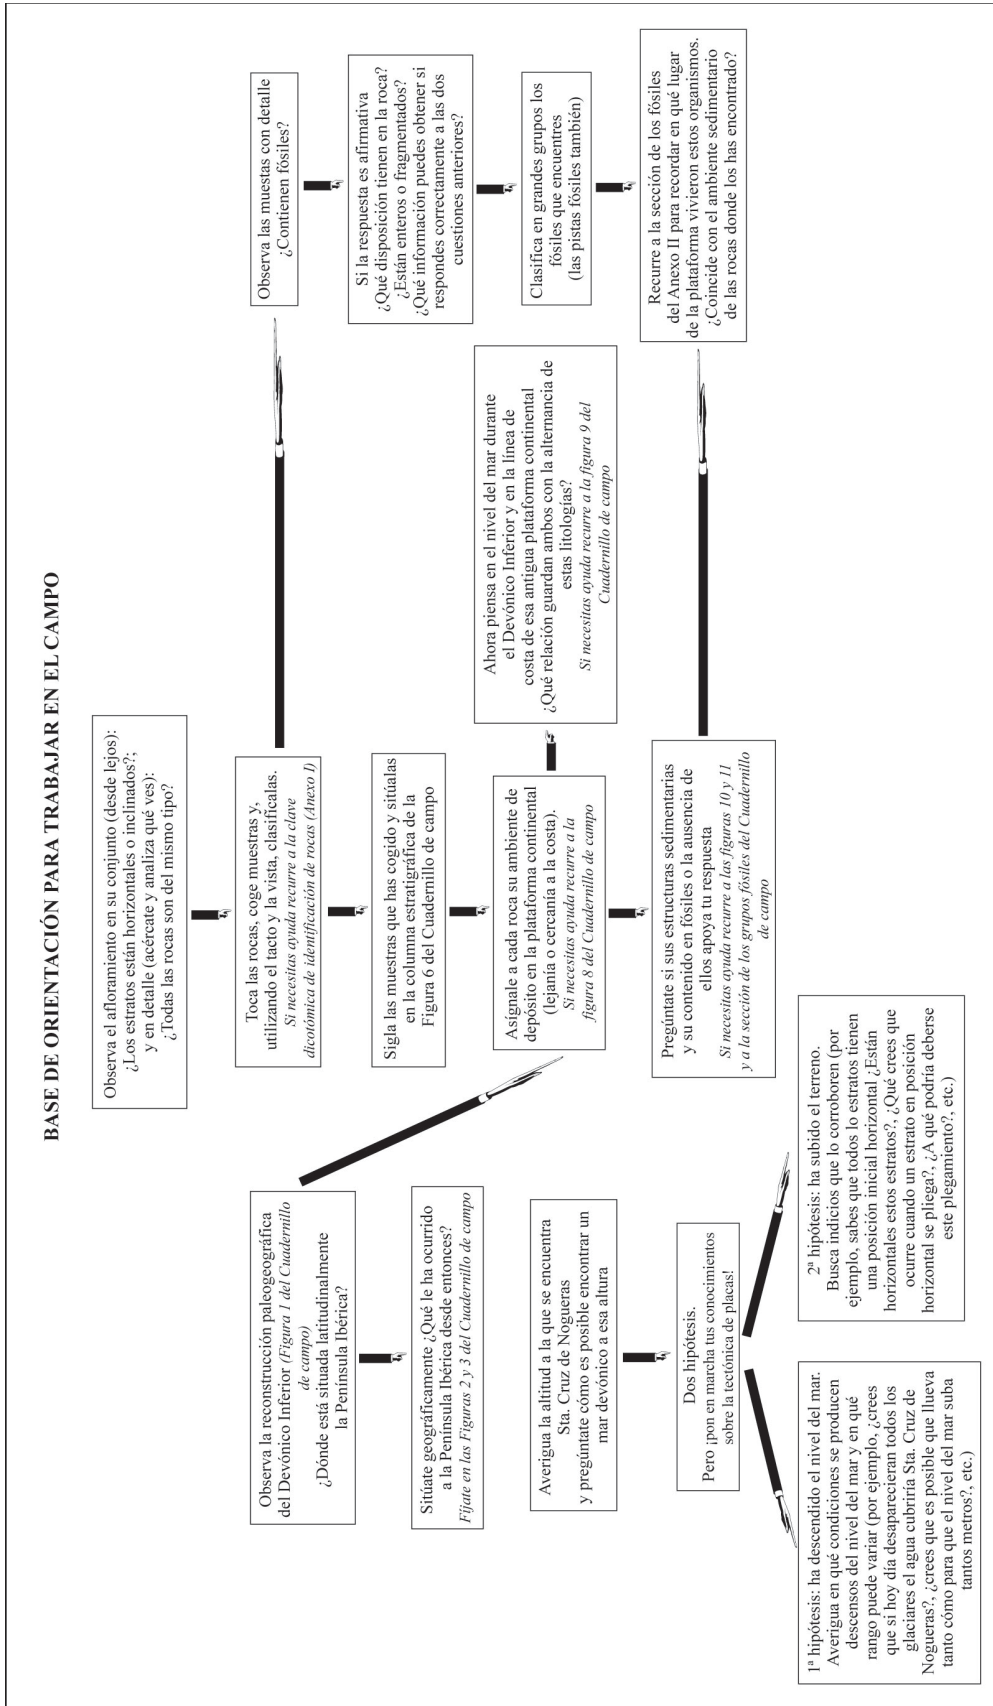 BASE DE ORIENTACIÓN PARA TRABAJAR EN EL CAMPO
Observa la reconstrucción paleogeográfica
del Devónico Inferior (Figura 1 del Cuadernillo
de campo)
¿Dónde está situada latitudinalmente
la Península Ibérica?
Sitúate geográficamente ¿Qué le ha ocurrido
a la Península Ibérica desde entonces?
Fíjate en las Figuras 2 y 3 del Cuadernillo de campo
Averigua la altitud a la que se encuentra
Sta. Cruz de Nogueras
y pregúntate cómo es posible encontrar un
mar devónico a esa altura
Dos hipótesis.
Pero ¡pon en marcha tus conocimientos
sobre la tectónica de placas!
1ª hipótesis: ha descendido el nivel del mar.
Averigua en qué condiciones se producen
descensos del nivel del mar y en qué
rango puede variar (por ejemplo, ¿crees
que si hoy día desaparecieran todos los
glaciares el agua cubriría Sta. Cruz de
Nogueras?, ¿crees que es posible que llueva
tanto cómo para que el nivel del mar suba
tantos metros?, etc.)
2ª hipótesis: ha subido el terreno.
Busca indicios que lo corroboren (por
ejemplo, sabes que todos lo estratos tienen
una posición inicial horizontal ¿Están
horizontales estos estratos?, ¿Qué crees que
ocurre cuando un estrato en posición
horizontal se pliega?, ¿A qué podría deberse
este plegamiento?, etc.)
Observa el afloramiento en su conjunto (desde lejos):
¿Los estratos están horizontales o inclinados?;
y en detalle (acércate y analiza qué ves):
¿Todas las rocas son del mismo tipo?
Toca las rocas, coge muestras y,
utilizando el tacto y la vista, clasifícalas.
Si necesitas ayuda recurre a la clave
dicotómica de identificación de rocas (Anexo I)
Sigla las muestras que has cogido y sitúalas
en la columna estratigráfica de la
Figura 6 del Cuadernillo de campo
Asígnale a cada roca su ambiente de
depósito en la plataforma continental
(lejanía o cercanía a la costa).
Si necesitas ayuda recurre a la
figura 8 del Cuadernillo de campo
Pregúntate si sus estructuras sedimentarias
y su contenido en fósiles o la ausencia de
ellos apoya tu respuesta
Si necesitas ayuda recurre a las figuras 10 y 11
y a la sección de los grupos fósiles del Cuadernillo
de campo
Ahora piensa en el nivel del mar durante
el Devónico Inferior y en la línea de
costa de esa antigua plataforma continental
¿Qué relación guardan ambos con la alternancia de
estas litologías?
Si necesitas ayuda recurre a la figura 9 del
Cuadernillo de campo
Observa las muestas con detalle
¿Contienen fósiles?
Si la respuesta es afirmativa
¿Qué disposición tienen en la roca?
¿Están enteros o fragmentados?
¿Qué información puedes obtener si
respondes correctamente a las dos
cuestiones anteriores?
Clasifica en grandes grupos los
fósiles que encuentres
(las pistas fósiles también)
Recurre a la sección de los fósiles
del Anexo II para recordar en qué lugar
de la plataforma vivieron estos organismos.
¿Coincide con el ambiente sedimentario
de las rocas donde los has encontrado?